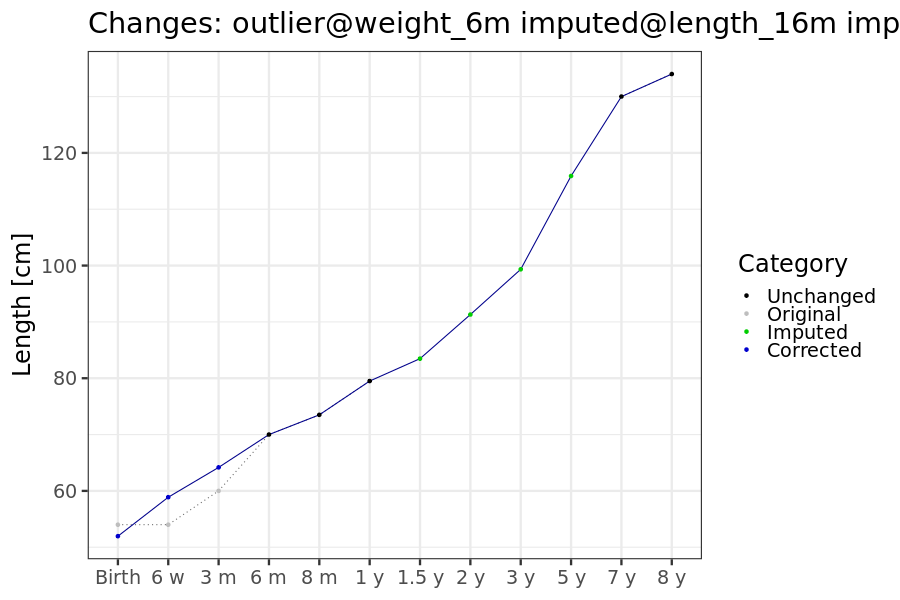 Changes: outlier@weight_6m imputed@length_16m imp
Length [cm]
120
100
80
60
Birth 6 w 3 m 6 m 8 m 1 y 1.5 y 2 y 3 y 5 y 7 y 8 y
Category
Unchanged
Original
Imputed
Corrected